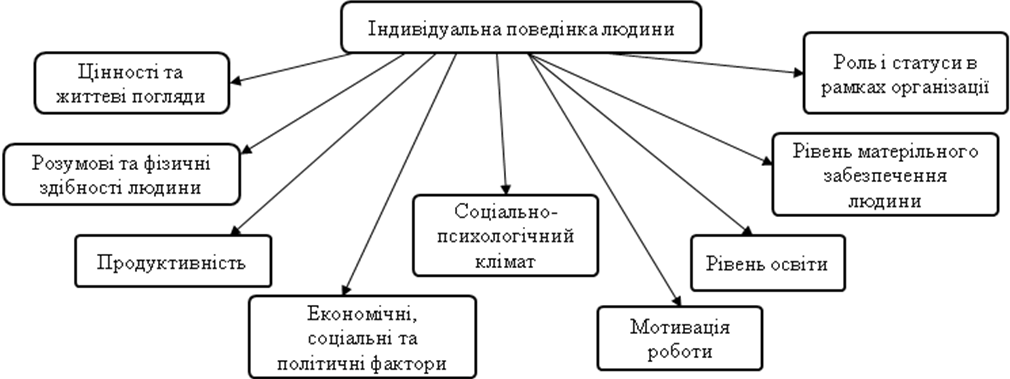 Індивідуальна поведінка людини
Цінності та
життеві погляди
Роль і статуси в
рамках організації
Розумові та фізичні
здібності людини
Рівень матерільного
забезпечення
людини
Соціально-
психологічний
клімат
Продуктивність
Рівень освіти
Економічні,
соціальні та
політичні фактори
Мотивація
роботи